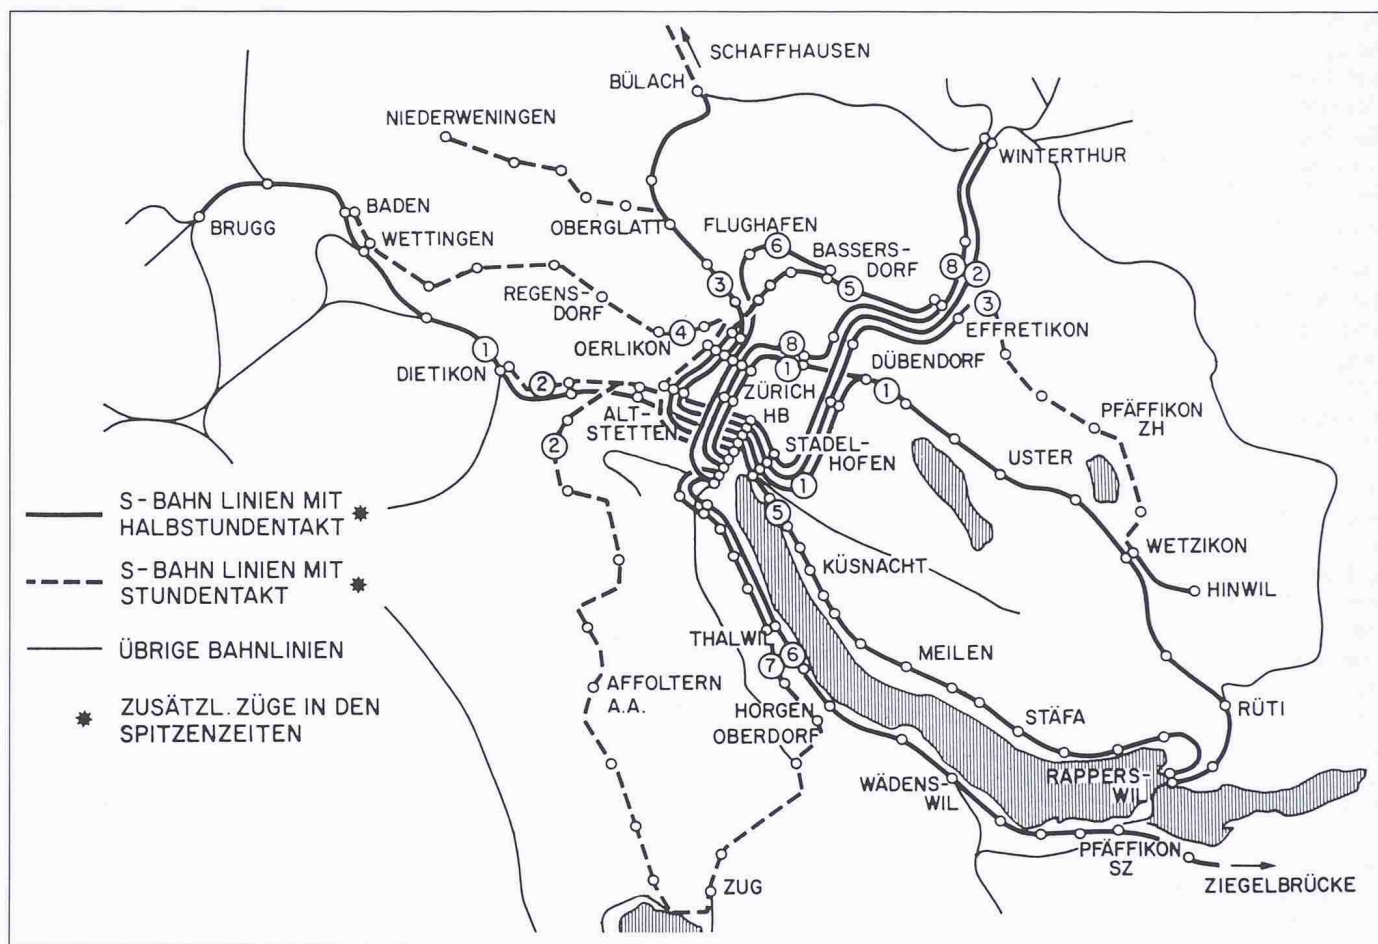 SCHAFFHAUSEN
BÜLACH
NIEDERWENINGEN
WINTERTHUR
BADEN
BRUGG
WETTINGEN
OBERGLATT
FLUGHAFEN
6
BASSERS-
DORF
8
2
5
3
3
REGENS-
DORF
4
OERLIKON
EFFRETIKON
8
1
1
DÜBENDORF
DIETIKON
2
1
ZÜRICH
HB
ALT-
STETTEN
2
STADEL-
HOFEN
PFÄFFIKON
ZH
USTER
1
5
S-BAHN LINIEN MIT
HALBSTUNDENTAKT *
WETZIKON
KÜSNACHT
HINWIL
S-BAHN LINIEN MIT
STUNDENTAKT *
THALWIL
6
7
MEILEN
ÜBRIGE BAHNLINIEN
AFFOLTERN
A.A.
HORGEN
OBERDORF
STÄFA
RÜTI
* ZUSÄTZL. ZÜGE IN DEN
SPITZENZEITEN
WÄDENS-
WIL
RAPPERS-
WIL
PFÄFFIKON
SZ
ZUG
ZIEGELBRÜCKE